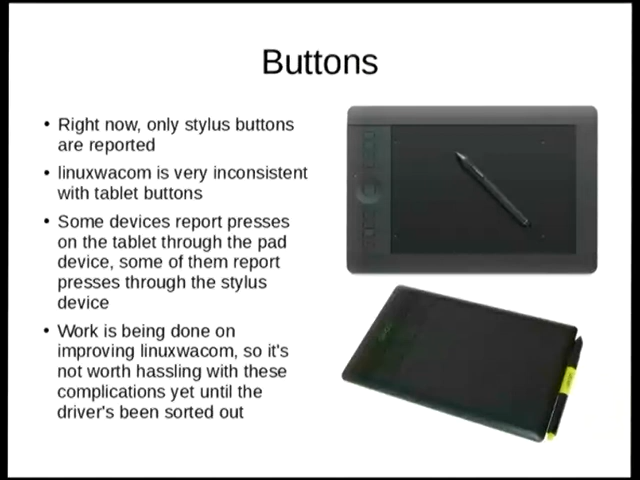 Buttons
• Right now, only stylus buttons
are reported
• linuxwacom is very inconsistent
with tablet buttons
• Some devices report presses
on the tablet through the pad
device, some of them report
presses through the stylus
device
• Work is being done on
improving linuxwacom, so it's
not worth hassling with these
complications yet until the
driver's been sorted out